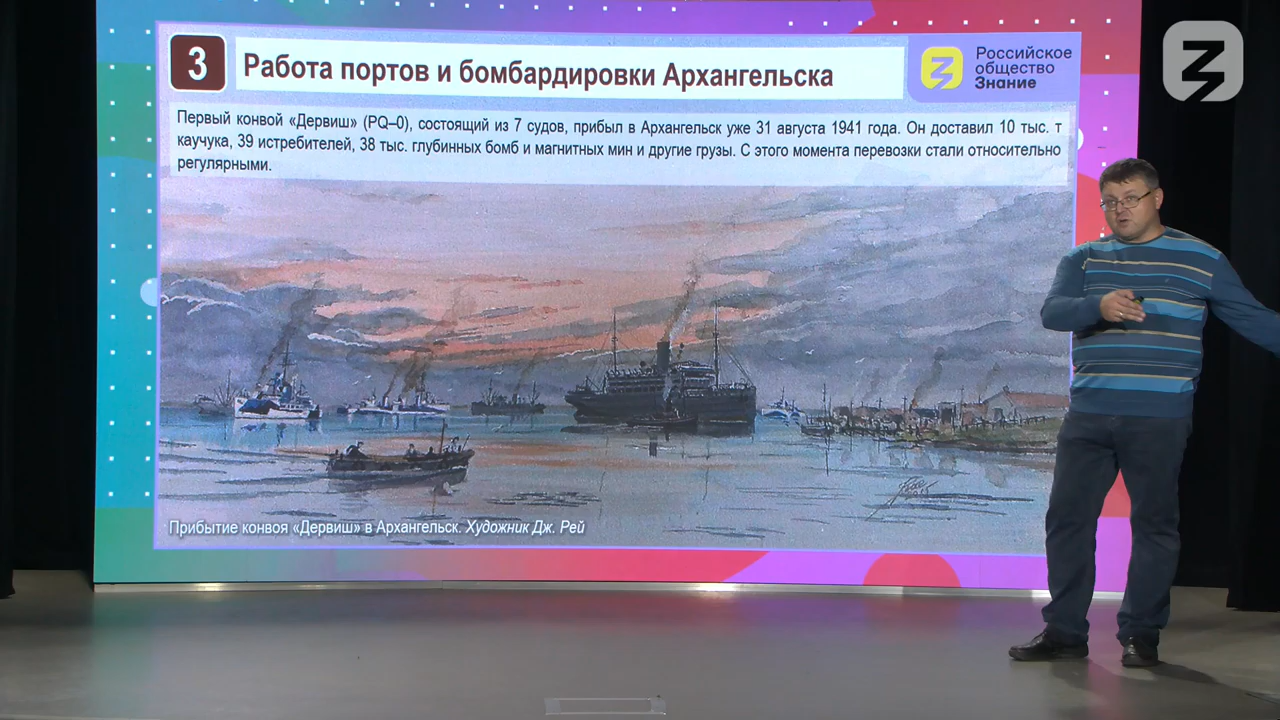 3
Работа портов и бомбардировки Архангельска
Российское
общество
Знание
Первый конвой «Дервиш» (PQ–0), состоящий из 7 судов, прибыл в Архангельск уже 31 августа 1941 года. Он доставил 10 тыс. т
каучука, 39 истребителей, 38 тыс. глубинных бомб и магнитных мин и другие грузы. С этого момента перевозки стали относительно
регулярными.
Прибытие конвоя «Дервиш» в Архангельск. Художник Дж. Рей